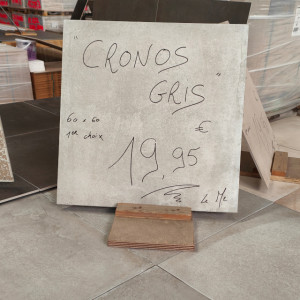 " CRONOS
GRIS "
60 x 60
1er choix
19,95 €
Le M2